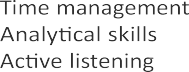 Time management
Analytical skills
Active listening